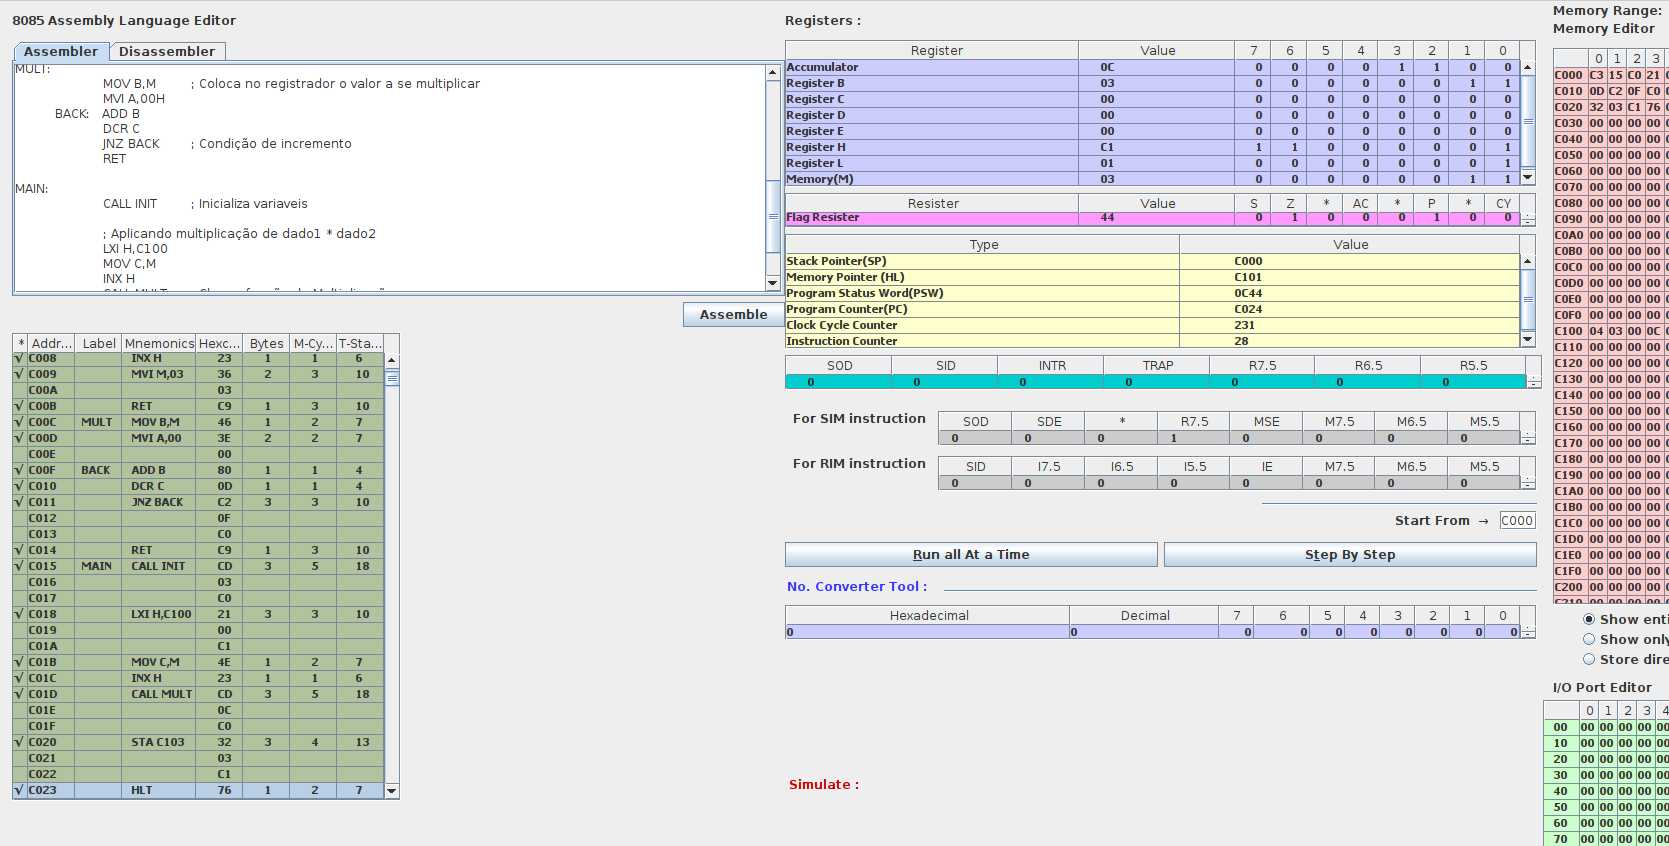 8085 Assembly Language Editor
Assembler Disassembler
MULT:
MOV B,M ; Coloca no registrador o valor a se multiplicar
MVI A,00H
BACK: ADD B
DCR C
JNZ BACK ; Condição de incremento
RET
MAIN:
CALL INIT ; Inicializa variaveis
; Aplicando multiplicação de dado1 * dado2
LXI H,C100
MOV C,M
INX H
Assemble
* Addr... Label Mnemonics Hexc... Bytes M-Cy... T-Sta...
√ C008 INX H 23 1 1 6
√ C009 MVI M,03 36 2 3 10
C00A 03
√ C00B RET C9 1 3 10
√ C00C MULT MOV B,M 46 1 2 7
√ C00D MVI A,00 3E 2 2 7
C00E 00
√ C00F BACK ADD B 80 1 1 4
√ C010 DCR C 0D 1 1 4
√ C011 JNZ BACK C2 3 3 10
C012 0F
C013 C0
√ C014 RET C9 1 3 10
√ C015 MAIN CALL INIT CD 3 5 18
C016 03
C017 C0
√ C018 LXI H,C100 21 3 3 10
C019 00
C01A C1
√ C01B MOV C,M 4E 1 2 7
√ C01C INX H 23 1 1 6
√ C01D CALL MULT CD 3 5 18
C01E 0C
C01F C0
√ C020 STA C103 32 3 4 13
C021 03
C022 C1
√ C023 HLT 76 1 2 7
Registers :
Register Value 7 6 5 4 3 2 1 0
Accumulator 0C 0 0 0 0 1 1 0 0
Register B 03 0 0 0 0 0 0 1 1
Register C 00 0 0 0 0 0 0 0 0
Register D 00 0 0 0 0 0 0 0 0
Register E 00 0 0 0 0 0 0 0 0
Register H C1 1 1 0 0 0 0 0 1
Register L 01 0 0 0 0 0 0 0 1
Memory(M) 03 0 0 0 0 0 0 1 1
Resister Value S Z * AC * P * CY
Flag Resister 44 0 1 0 0 0 1 0 0
Type Value
Stack Pointer(SP) C000
Memory Pointer (HL) C101
Program Status Word(PSW) 0C44
Program Counter(PC) C024
Clock Cycle Counter 231
Instruction Counter 28
SOD SID INTR TRAP R7.5 R6.5 R5.5
0 0 0 0 0 0 0
For SIM instruction
SOD SDE * R7.5 MSE M7.5 M6.5 M5.5
0 0 0 1 0 0 0 0
For RIM instruction
SID I7.5 I6.5 I5.5 IE M7.5 M6.5 M5.5
0 0 0 0 0 0 0 0
Start From → C000
Run all At a Time Step By Step
No. Converter Tool :
Hexadecimal Decimal 7 6 5 4 3 2 1 0
0 0 0 0 0 0 0 0 0 0
Simulate :
Memory Range:
Memory Editor
0 1 2 3
C000 C3 15 C0 21
C010 0D C2 0F C0
C020 32 03 C1 76
C030 00 00 00 00
C040 00 00 00 00
C050 00 00 00 00
C060 00 00 00 00
C070 00 00 00 00
C080 00 00 00 00
C090 00 00 00 00
C0A0 00 00 00 00
C0B0 00 00 00 00
C0C0 00 00 00 00
C0D0 00 00 00 00
C0E0 00 00 00 00
C0F0 00 00 00 00
C100 04 03 00 0C
C110 00 00 00 00
C120 00 00 00 00
C130 00 00 00 00
C140 00 00 00 00
C150 00 00 00 00
C160 00 00 00 00
C170 00 00 00 00
C180 00 00 00 00
C190 00 00 00 00
C1A0 00 00 00 00
C1B0 00 00 00 00
C1C0 00 00 00 00
C1D0 00 00 00 00
C1E0 00 00 00 00
C1F0 00 00 00 00
C200 00 00 00 00
C210 00 00 00 00
Show enti
Show only
Store dire
I/O Port Editor
0 1 2 3 4
00 00 00 00 00 00
10 00 00 00 00 00
20 00 00 00 00 00
30 00 00 00 00 00
40 00 00 00 00 00
50 00 00 00 00 00
60 00 00 00 00 00
70 00 00 00 00 00